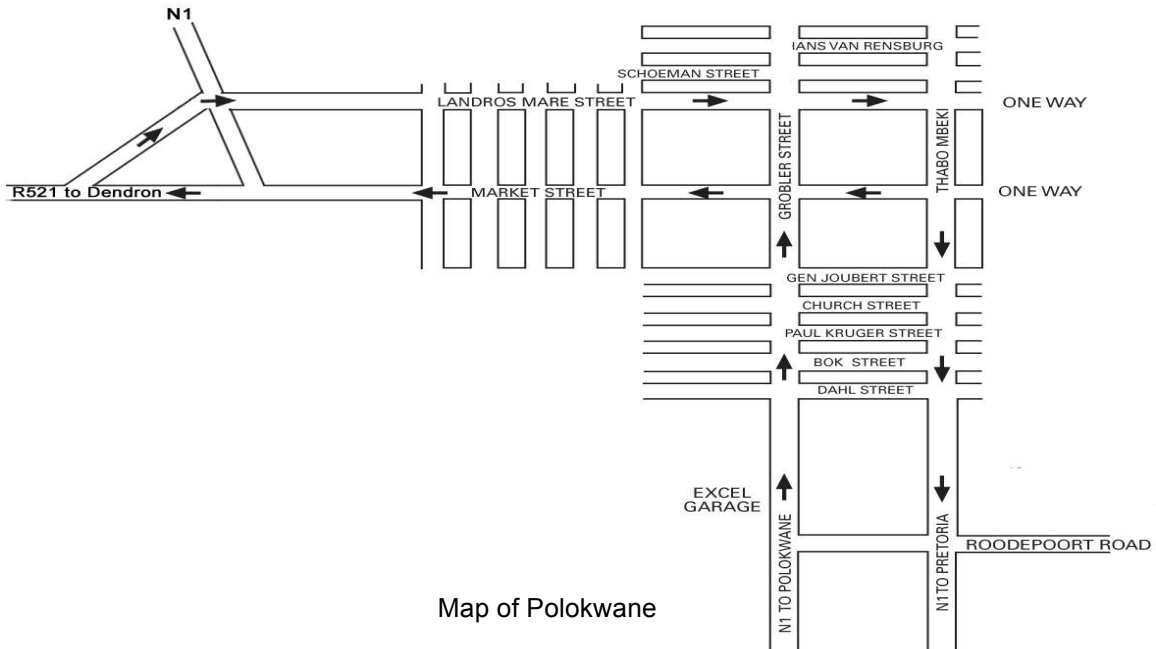 N1
IANS VAN RENSBURG
SCHOEMAN STREET
LANDROS MARE STREET
ONE WAY
GROBLER STREET
THABO MBEKI
R521 to Dendron
MARKET STREET
ONE WAY
GEN JOUBERT STREET
CHURCH STREET
PAUL KRUGER STREET
BOK STREET
DAHL STREET
EXCEL
GARAGE
N1 TO POLOKWANE
N1 TO PRETORIA
ROODEPOORT ROAD
Map of Polokwane